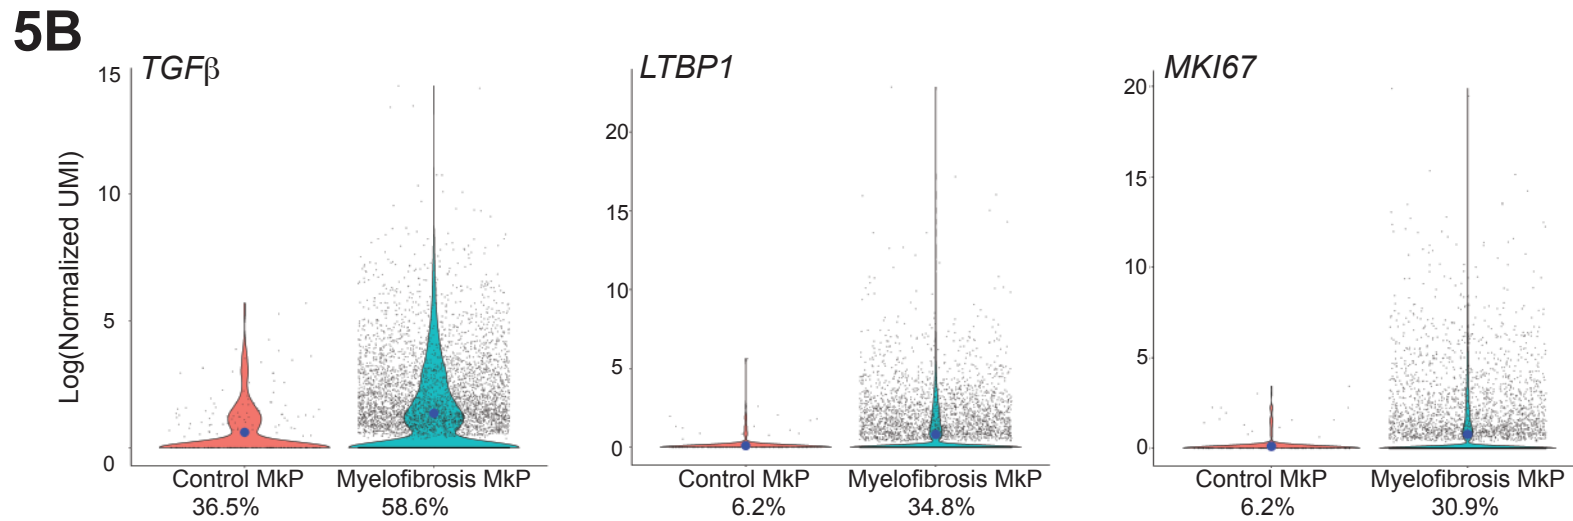 5B
TGFβ
LTBP1
MKI67
Log(Normalized UMI)
15
10
5
0
20
15
10
5
0
20
15
10
5
0
Control MkP
Myelofibrosis MkP
36.5%
58.6%
Control MkP
Myelofibrosis MkP
6.2%
34.8%
Control MkP
Myelofibrosis MkP
6.2%
30.9%